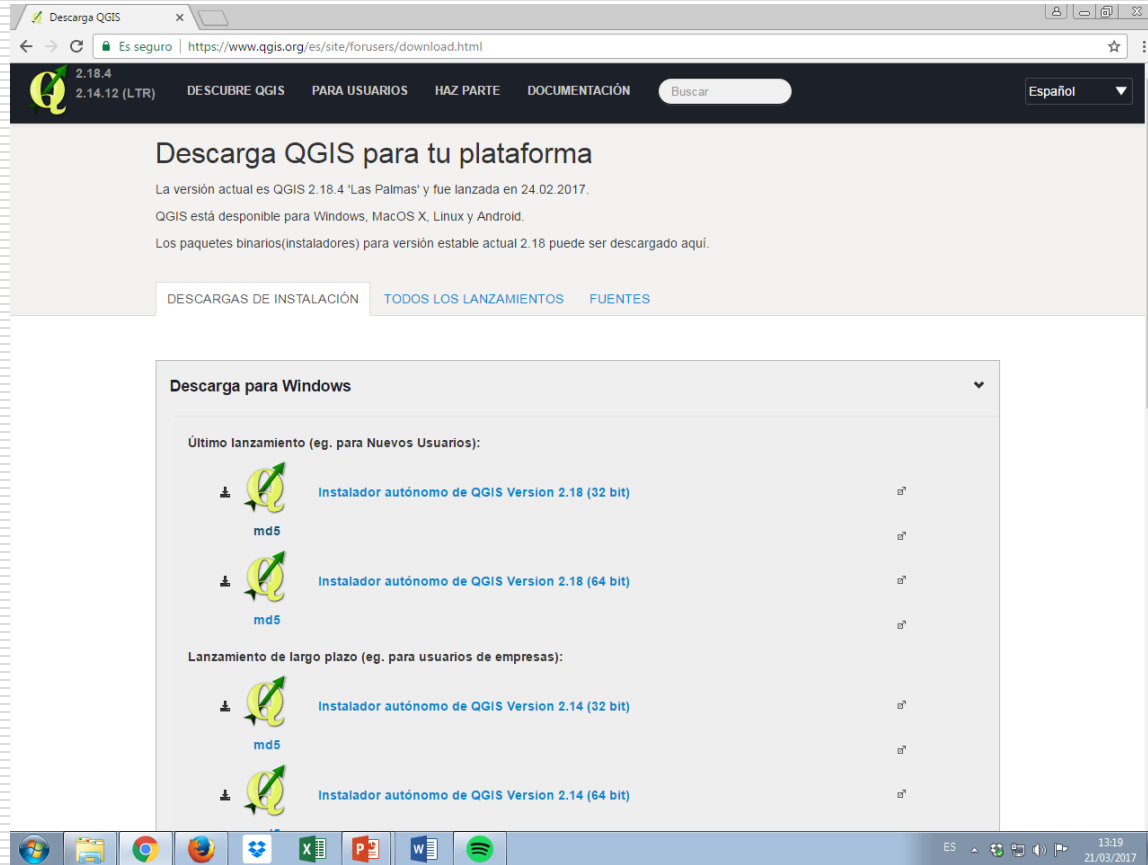 Descarga QGIS
Es seguro | https://www.qgis.org/es/site/forusers/download.html
2.18.4
2.14.12 (LTR)
DESCUBRE QGIS PARA USUARIOS HAZ PARTE DOCUMENTACIÓN Buscar Español
Descarga QGIS para tu plataforma
La versión actual es QGIS 2.18.4 'Las Palmas' y fue lanzada en 24.02.2017.
QGIS está desponible para Windows, MacOS X, Linux y Android.
Los paquetes binarios(instaladores) para versión estable actual 2.18 puede ser descargado aquí.
DESCARGAS DE INSTALACIÓN TODOS LOS LANZAMIENTOS FUENTES
Descarga para Windows
Último lanzamiento (eg. para Nuevos Usuarios):
Instalador autónomo de QGIS Version 2.18 (32 bit)
md5
Instalador autónomo de QGIS Version 2.18 (64 bit)
md5
Lanzamiento de largo plazo (eg. para usuarios de empresas):
Instalador autónomo de QGIS Version 2.14 (32 bit)
md5
Instalador autónomo de QGIS Version 2.14 (64 bit)
ES
13:19
21/03/2017